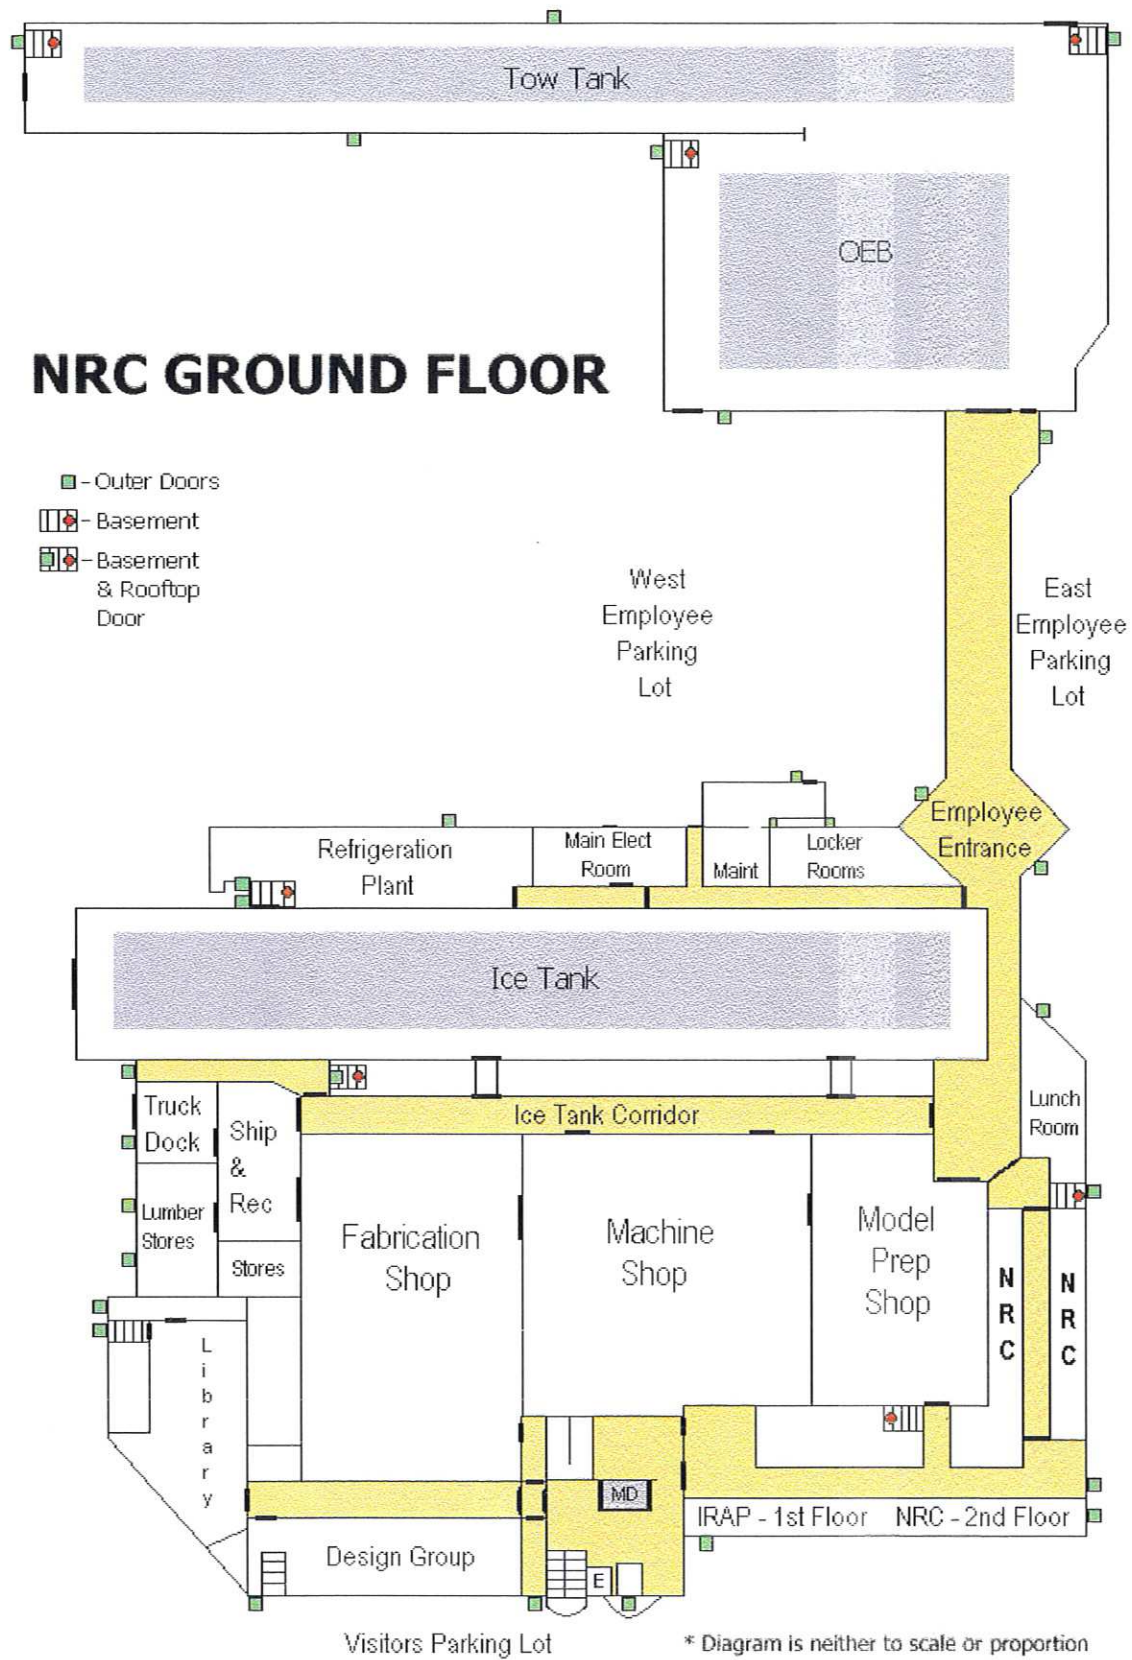 Tow Tank
OEB
NRC GROUND FLOOR
- Outer Doors
- Basement
- Basement
& Rooftop
Door
West
Employee
Parking
Lot
East
Employee
Parking
Lot
Employee
Entrance
Refrigeration
Plant
Main Elect
Room
Maint
Locker
Rooms
Ice Tank
Truck
Dock
Ship
&
Rec
Ice Tank Corridor
Lunch
Room
Lumber
Stores
Stores
Fabrication
Shop
Machine
Shop
Model
Prep
Shop
N
R
C
N
R
C
L
i
b
r
a
r
y
MD
IRAP - 1st Floor NRC - 2nd Floor
Design Group
E
Visitors Parking Lot
* Diagram is neither to scale or proportion